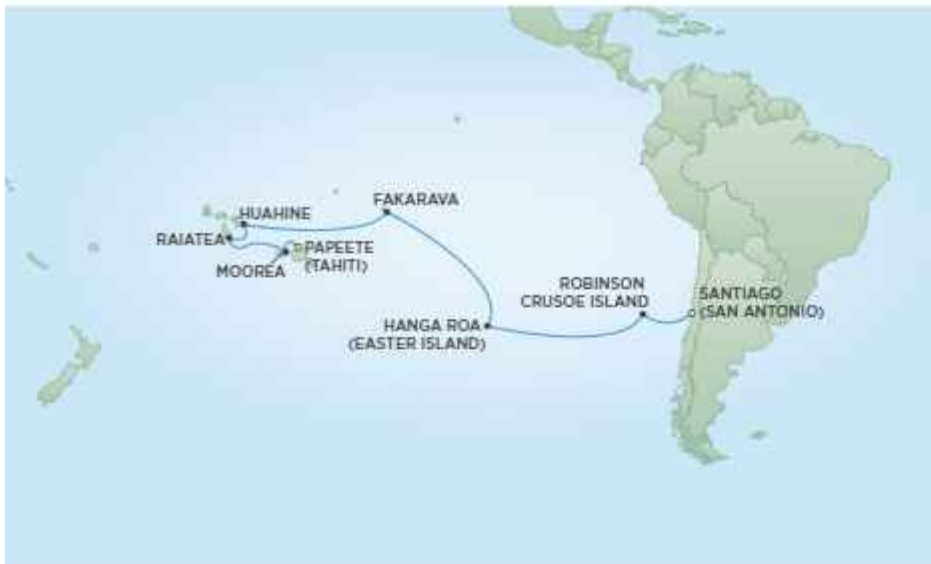 FAKARAVA
HUAHINE
RAIATEA
PAPEETE
(TAHITI)
MOOREA
ROBINSON
CRUSOE ISLAND
SANTIAGO
(SAN ANTONIO)
HANGA ROA
(EASTER ISLAND)